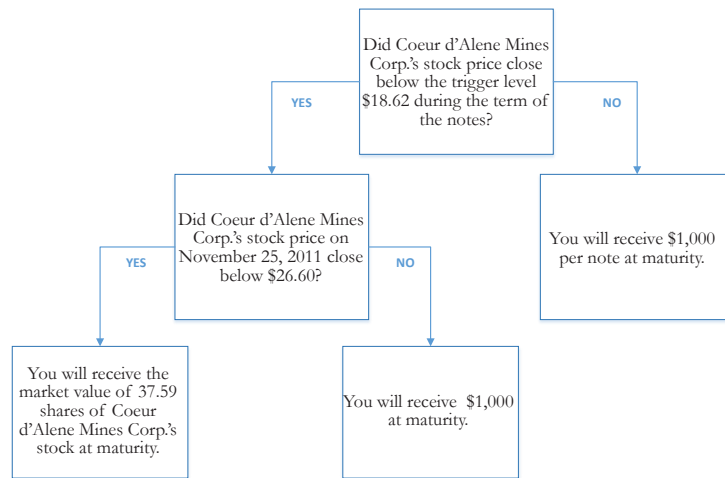 Did Coeur d'Alene Mines
Corp.'s stock price close
below the trigger level
$18.62 during the term of
the notes?
YES
NO
Did Coeur d'Alene Mines
Corp.'s stock price on
November 25, 2011 close
below $26.60?
You will receive $1,000
per note at maturity.
YES
NO
You will receive the
market value of 37.59
shares of Coeur
d'Alene Mines Corp.'s
stock at maturity.
You will receive $1,000
at maturity.